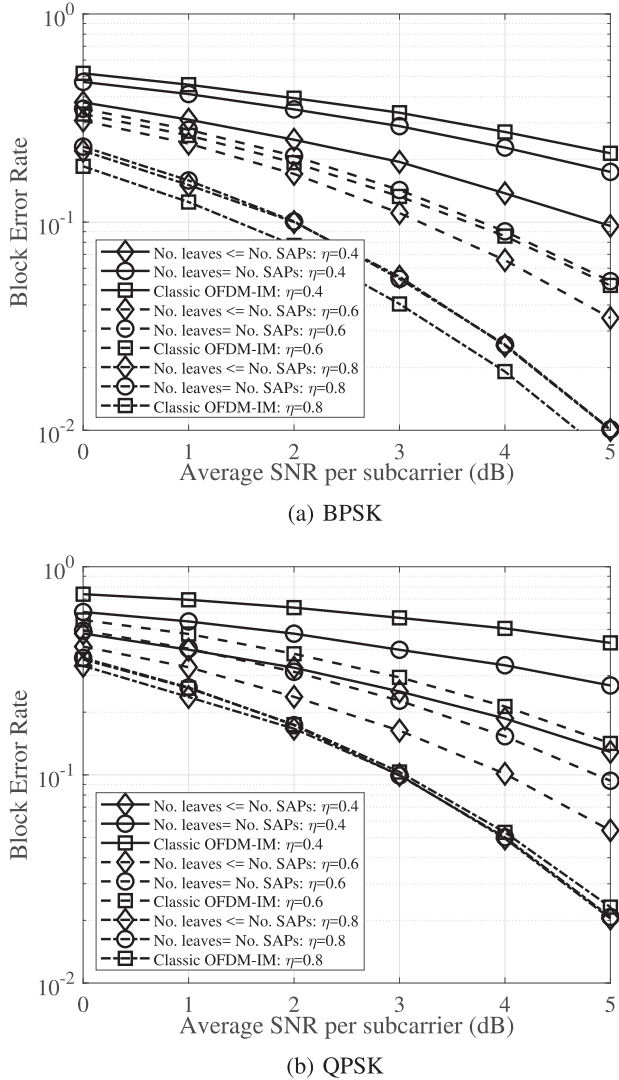 10^0
10^-1
10^-2
Block Error Rate
No. leaves <= No. SAPs: η=0.4
No. leaves= No. SAPs: η=0.4
Classic OFDM-IM: η=0.4
No. leaves <= No. SAPs: η=0.6
No. leaves= No. SAPs: η=0.6
Classic OFDM-IM: η=0.6
No. leaves <= No. SAPs: η=0.8
No. leaves= No. SAPs: η=0.8
Classic OFDM-IM: η=0.8
0 1 2 3 4 5
Average SNR per subcarrier (dB)
(a) BPSK
10^0
10^-1
10^-2
Block Error Rate
No. leaves <= No. SAPs: η=0.4
No. leaves= No. SAPs: η=0.4
Classic OFDM-IM: η=0.4
No. leaves <= No. SAPs: η=0.6
No. leaves= No. SAPs: η=0.6
Classic OFDM-IM: η=0.6
No. leaves <= No. SAPs: η=0.8
No. leaves= No. SAPs: η=0.8
Classic OFDM-IM: η=0.8
0 1 2 3 4 5
Average SNR per subcarrier (dB)
(b) QPSK